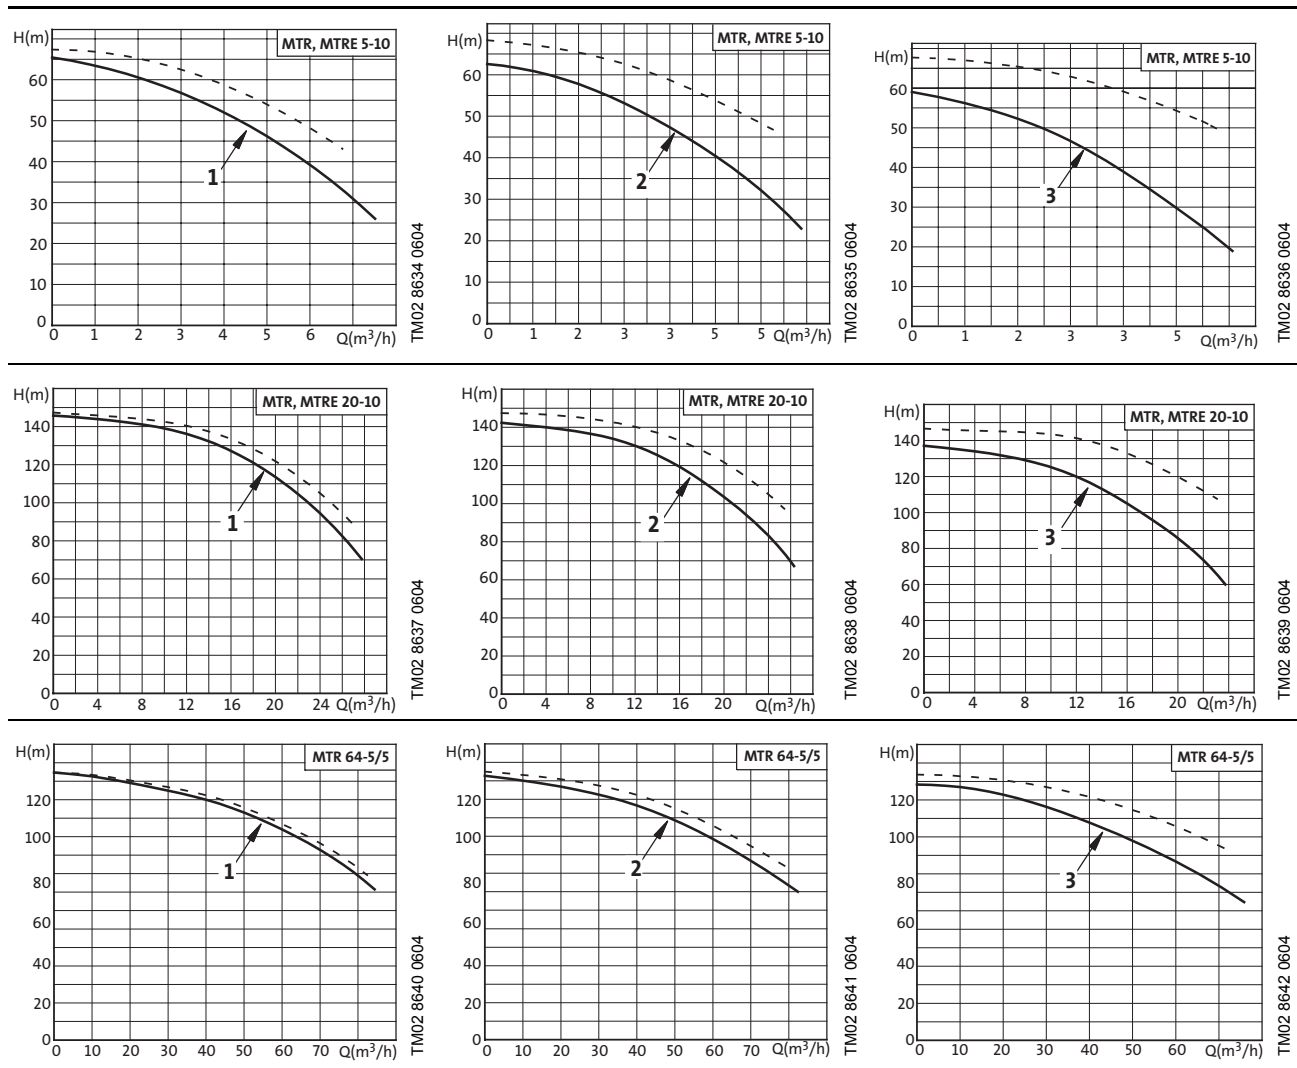 H(m)
MTR, MTRE 5-10
60
50
40
30
20
10
0
1
0 1 2 3 4 5 6 Q(m³/h)
TM02 8634 0604
H(m)
MTR, MTRE 5-10
60
50
40
30
20
10
0
2
0 1 2 3 3 5 5 Q(m³/h)
TM02 8635 0604
H(m)
MTR, MTRE 5-10
60
50
40
30
20
10
0
3
0 1 2 3 3 5 Q(m³/h)
TM02 8636 0604
H(m)
MTR, MTRE 20-10
140
120
100
80
60
40
20
0
1
0 4 8 12 16 20 24 Q(m³/h)
TM02 8637 0604
H(m)
MTR, MTRE 20-10
140
120
100
80
60
40
20
0
2
0 4 8 12 16 20 Q(m³/h)
TM02 8638 0604
H(m)
MTR, MTRE 20-10
140
120
100
80
60
40
20
0
3
0 4 8 12 16 20 Q(m³/h)
TM02 8639 0604
H(m)
MTR 64-5/5
120
100
80
60
40
20
0
1
0 10 20 30 40 50 60 70 Q(m³/h)
TM02 8640 0604
H(m)
MTR 64-5/5
120
100
80
60
40
20
0
2
0 10 20 30 40 50 60 70 Q(m³/h)
TM02 8641 0604
H(m)
MTR 64-5/5
120
100
80
60
40
20
0
3
0 10 20 30 40 50 60 Q(m³/h)
TM02 8642 0604